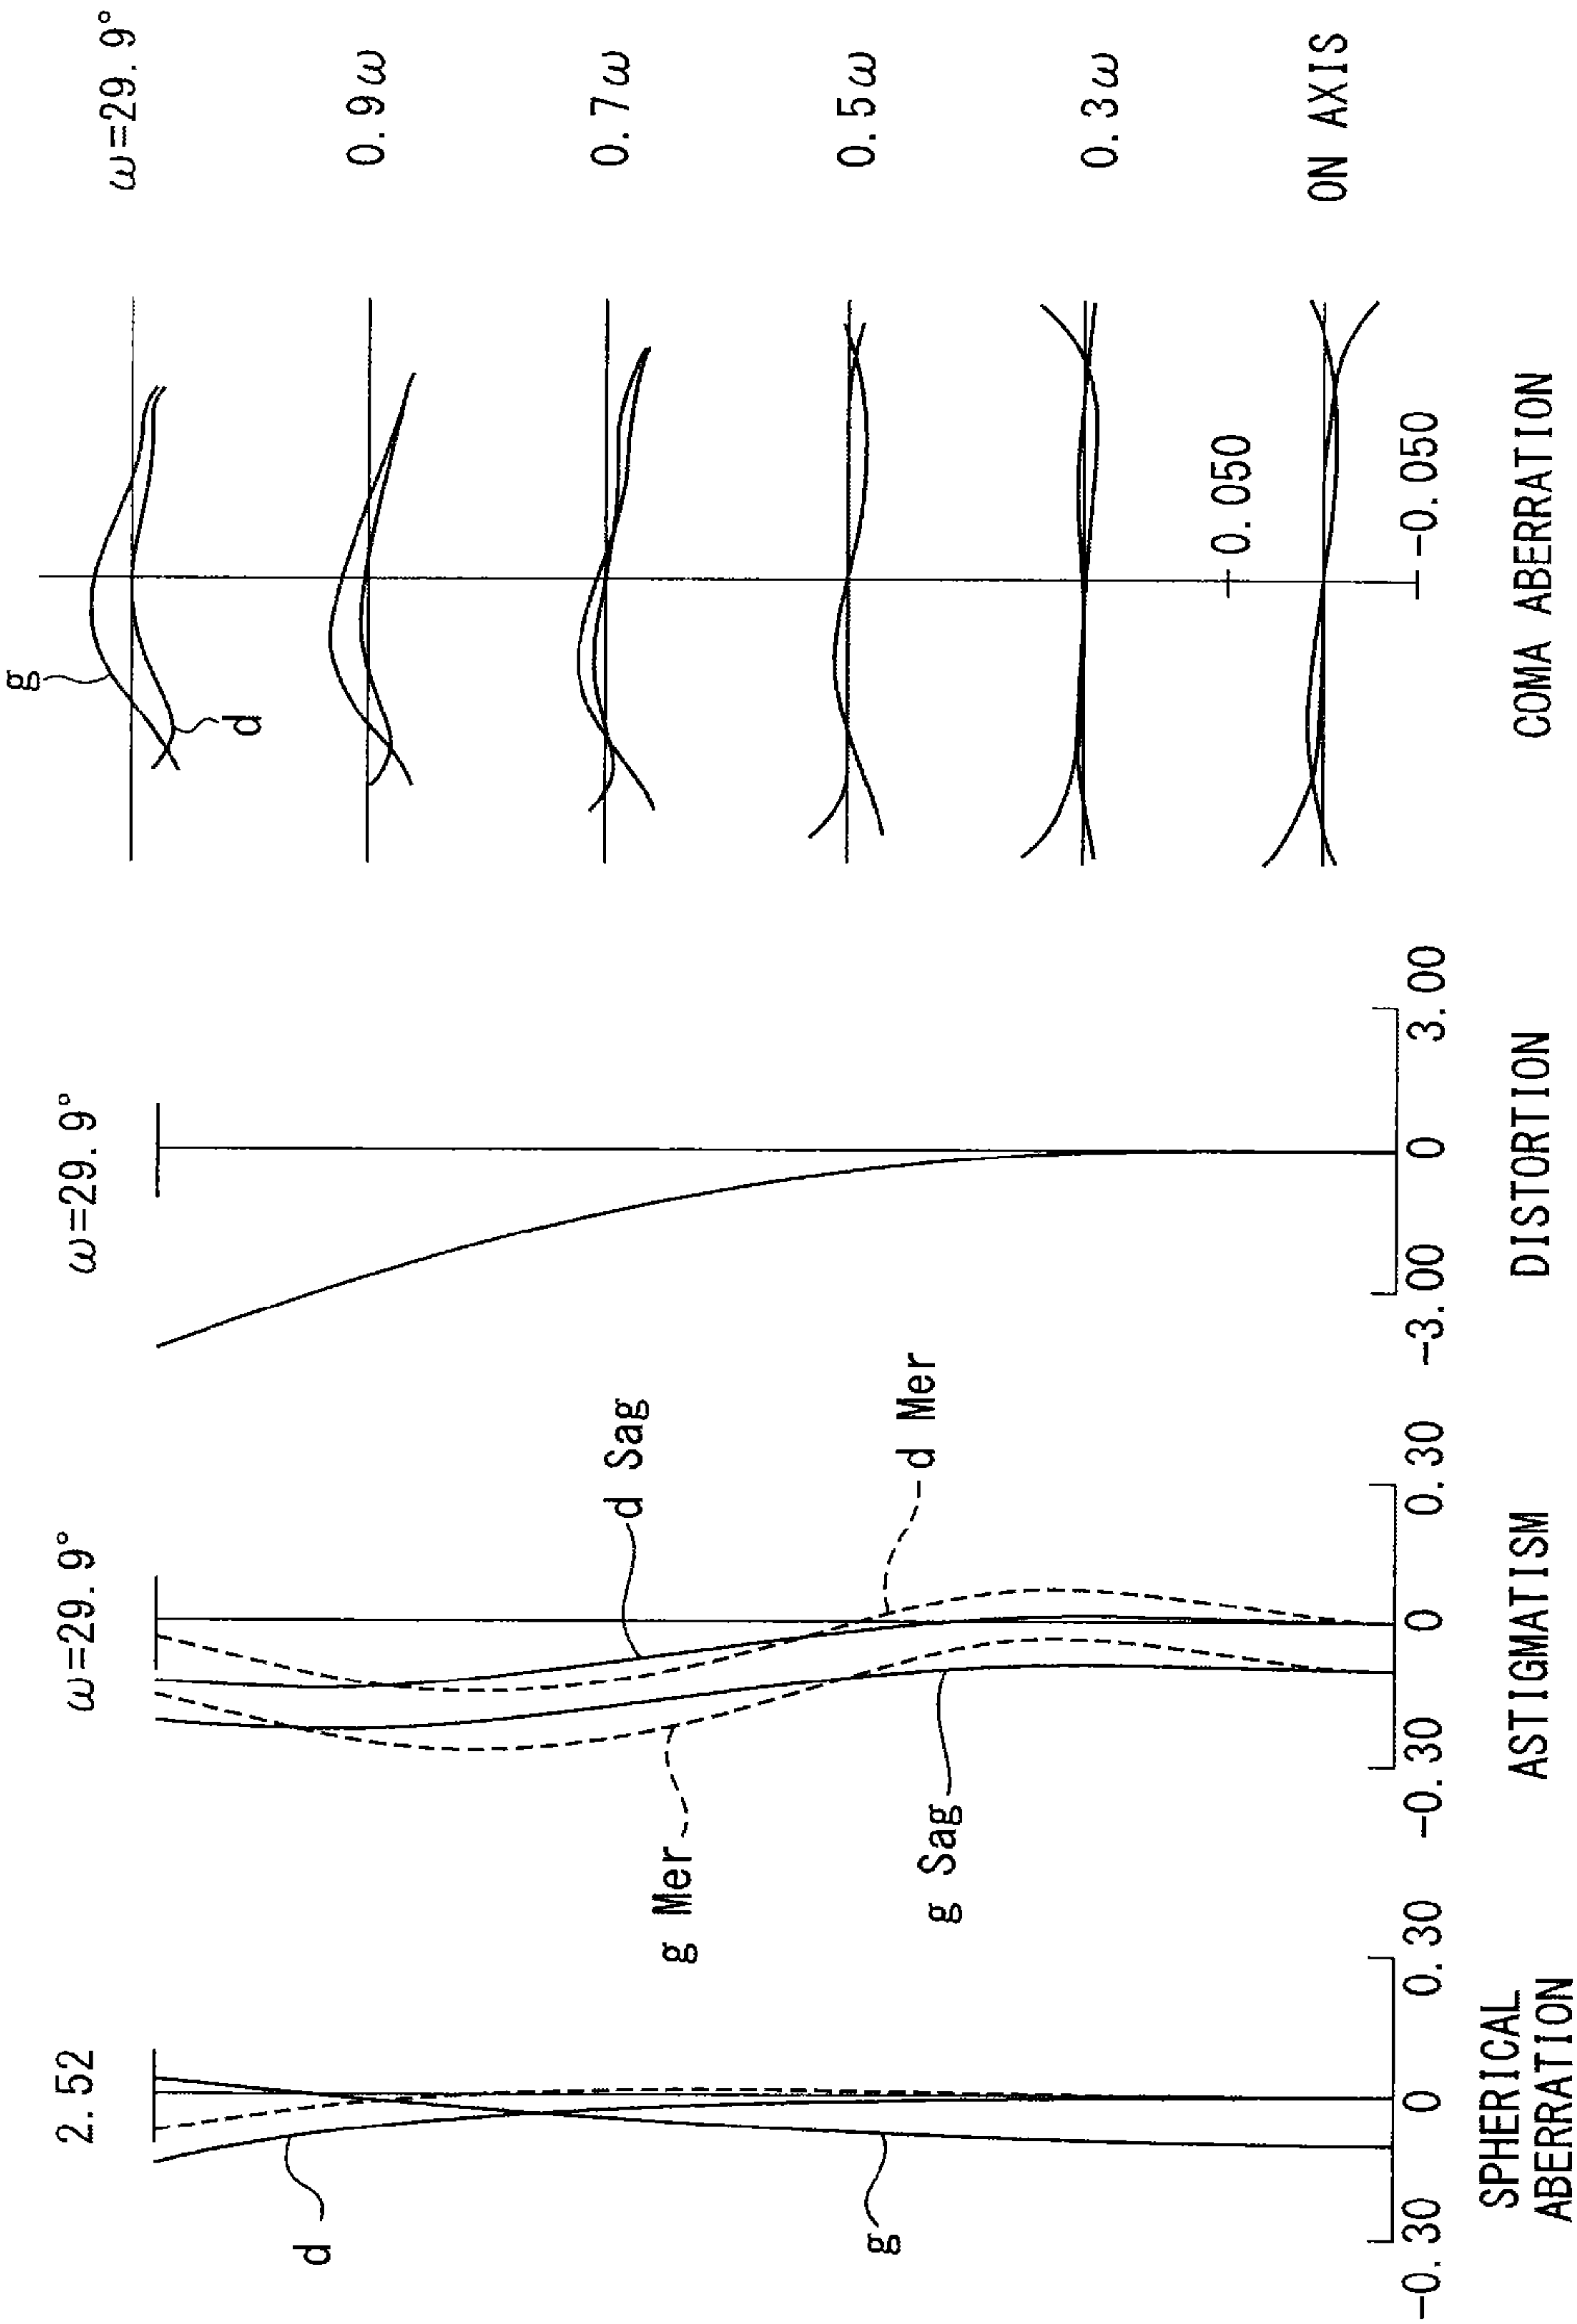 2. 52
d
g
-0. 30
0
0. 30
SPHERICAL
ABERRATION
ω=29. 9°
d Sag
d Mer
g Mer
g Sag
-0. 30
0
0. 30
ASTIGMATISM
ω=29. 9°
-3. 00
0
3. 00
DISTORTION
g
d
ω=29. 9°
0. 9ω
0. 7ω
0. 5ω
0. 3ω
0. 050
ON AXIS
-0. 050
COMA ABERRATION